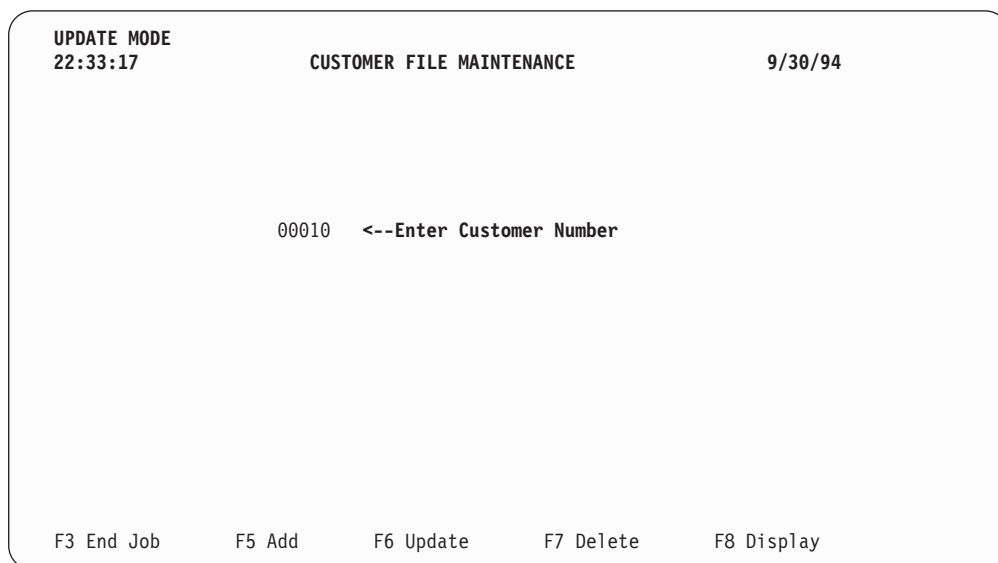 UPDATE MODE
22:33:17 CUSTOMER FILE MAINTENANCE 9/30/94
00010 <--Enter Customer Number
F3 End Job F5 Add F6 Update F7 Delete F8 Display